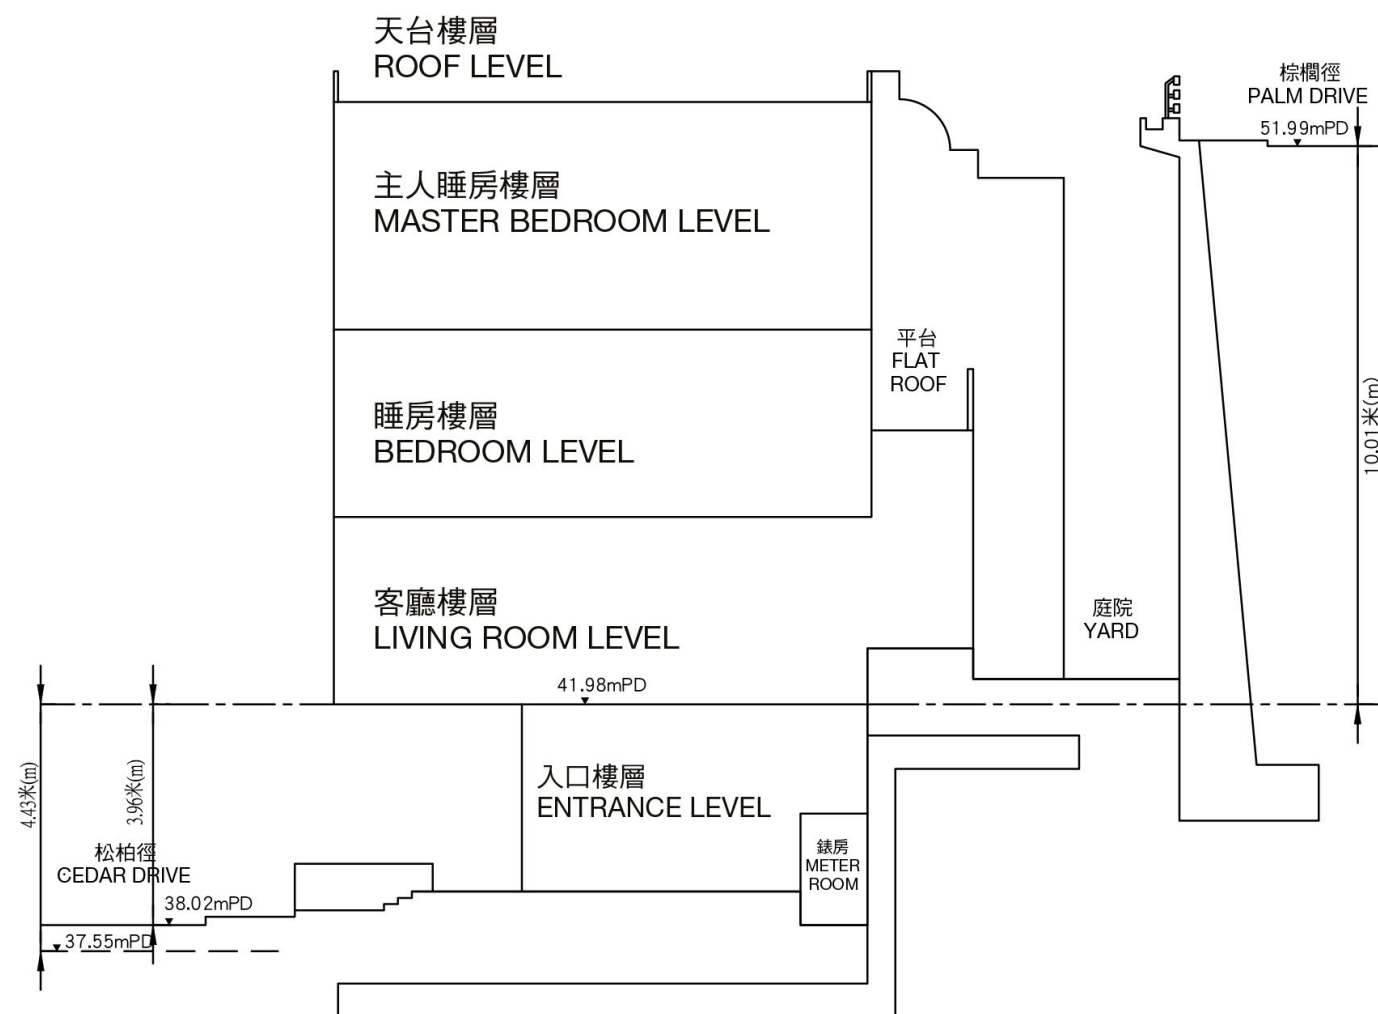 天台樓層
ROOF LEVEL
棕櫚徑
PALM DRIVE
51.99mPD
主人睡房樓層
MASTER BEDROOM LEVEL
平台
FLAT
ROOF
睡房樓層
BEDROOM LEVEL
10.01米(m)
客廳樓層
LIVING ROOM LEVEL
庭院
YARD
41.98mPD
4.43米(m)
3.96米(m)
入口樓層
ENTRANCE LEVEL
松柏徑
CEDAR DRIVE
錶房
METER
ROOM
38.02mPD
37.55mPD